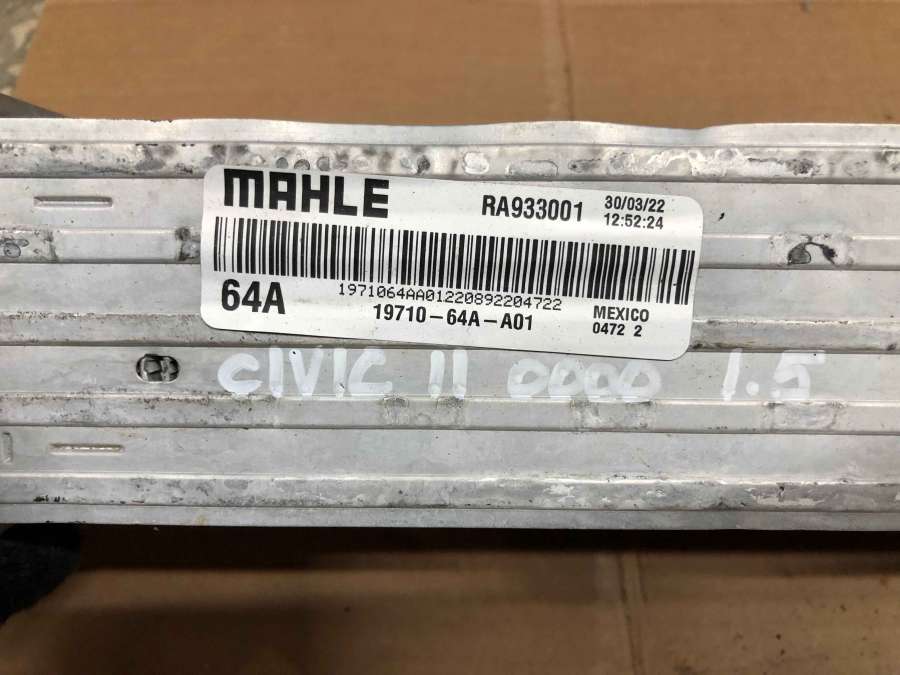 MAHLE RA933001 30/03/22
12:52:24
1971064AA01220892204722
64A 19710-64A-A01 MEXICO
0472 2
CIVIC 11 0000 1.5